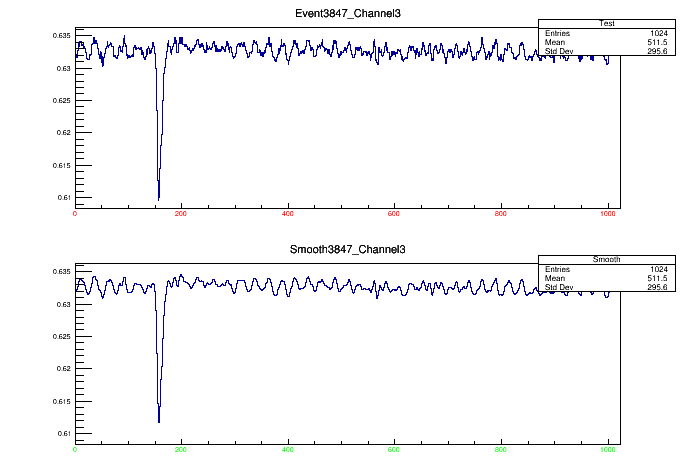 Event3847_Channel3
Test
Entries 1024
Mean 511.5
Std Dev 295.6
0.635
0.63
0.625
0.62
0.615
0.61
0 200 400 600 800 1000
Smooth3847_Channel3
Smooth
Entries 1024
Mean 511.5
Std Dev 295.6
0.635
0.63
0.625
0.62
0.615
0.61
0 200 400 600 800 1000